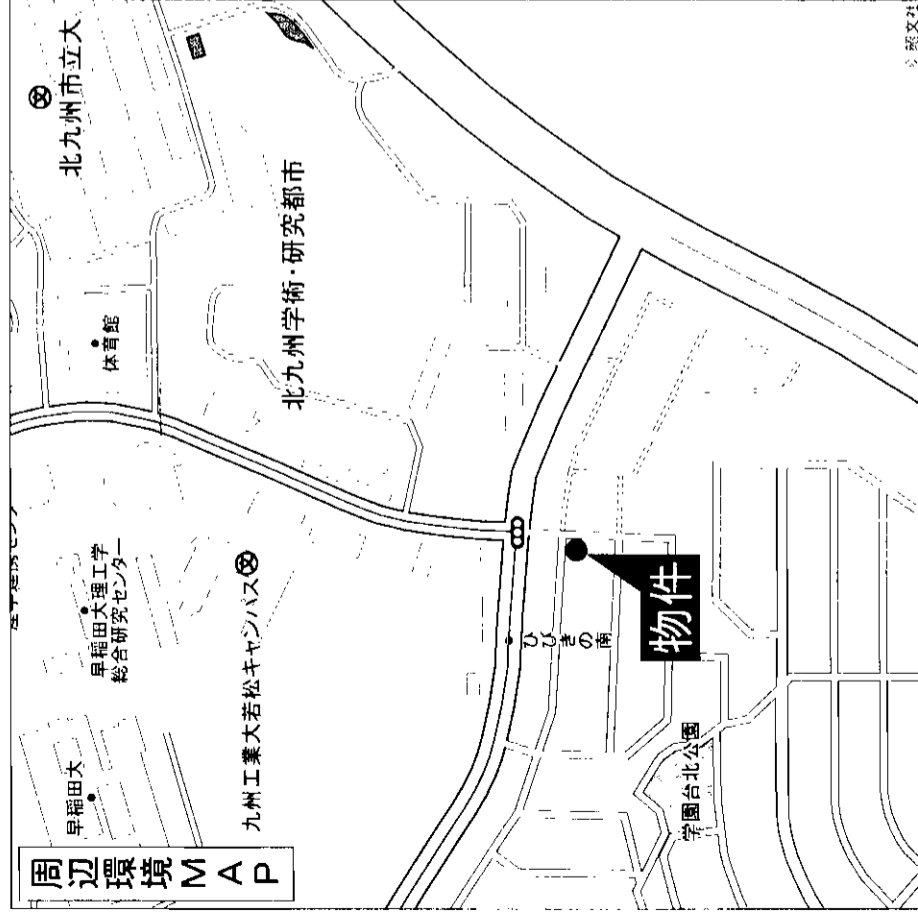 周辺環境MAP
早稲田大
早稲田大理工学
総合研究センター
九州工業大若松キャンパス
体育館
北九州市立大
北九州学術・研究都市
ひびきの南
物件
学園台北公園